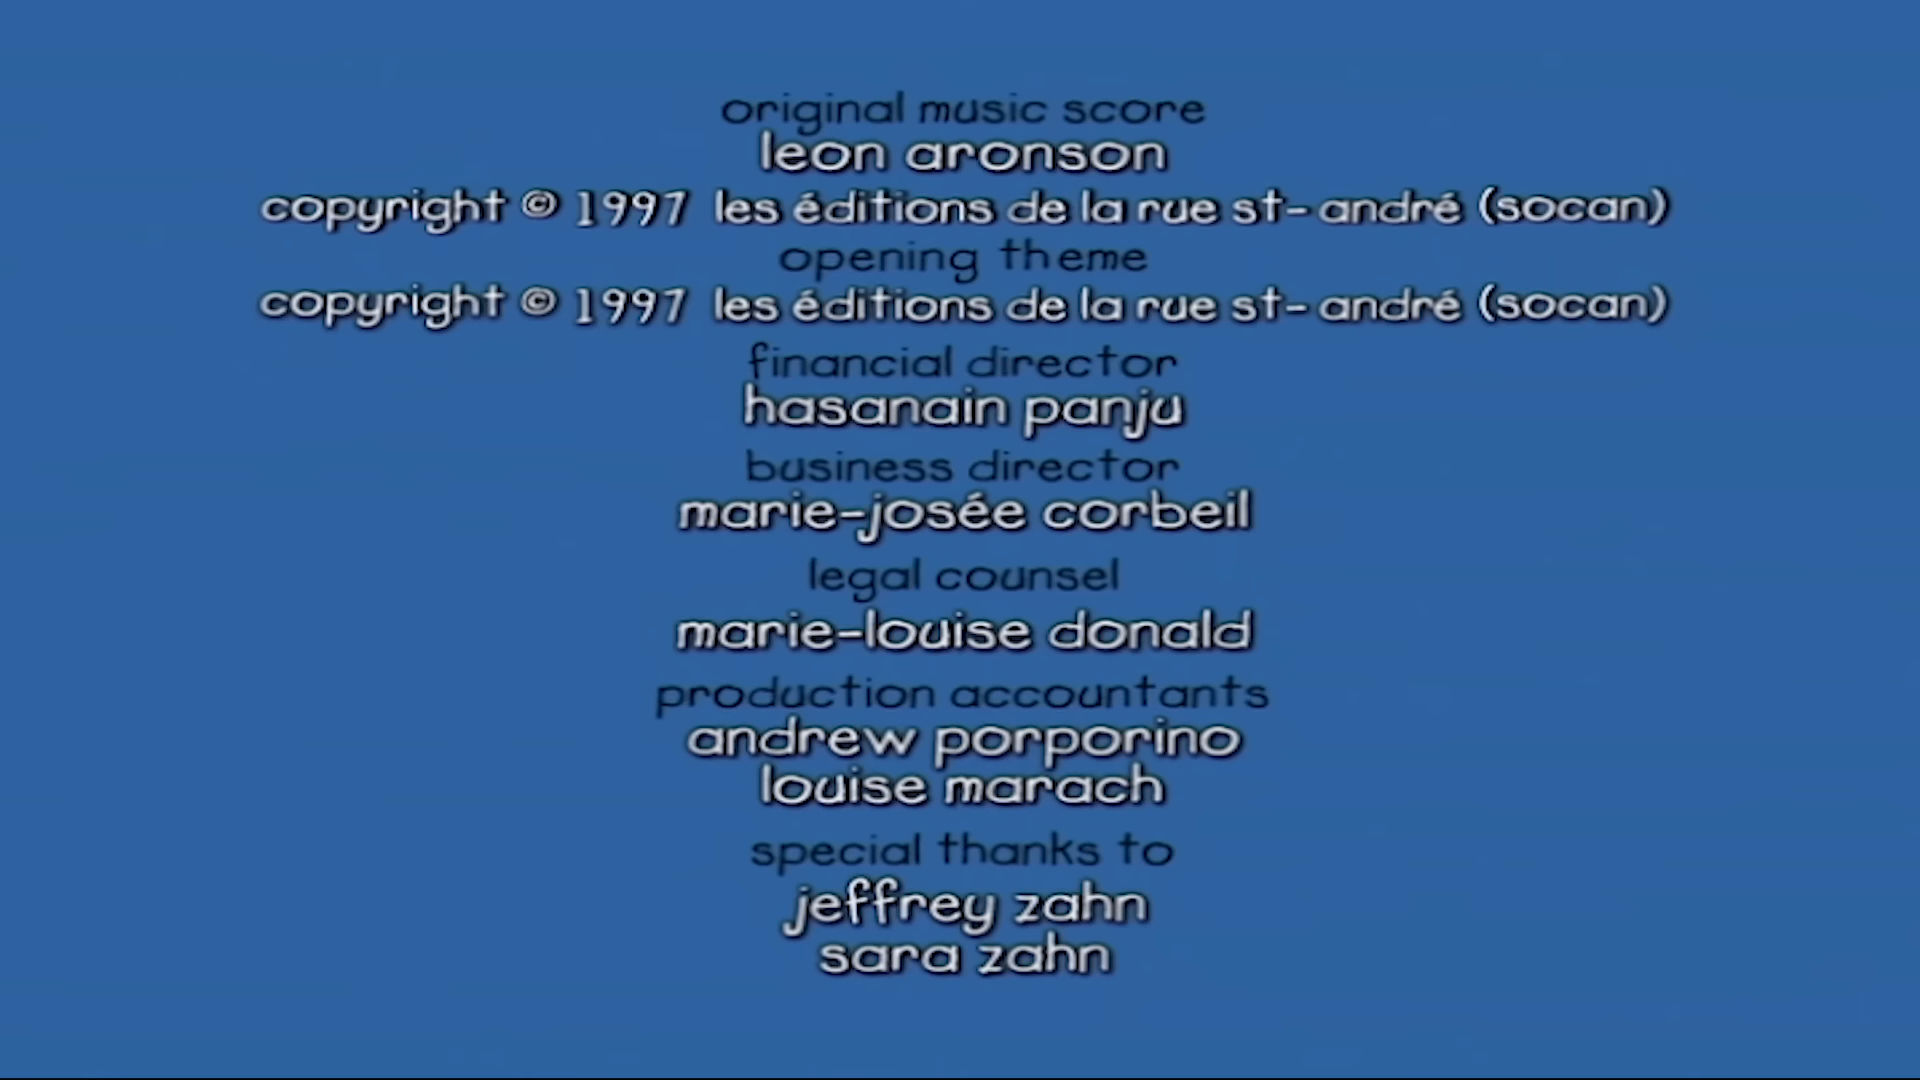 original music score
leon aronson
copyright © 1997 les éditions de la rue st-andré (socan)
opening theme
copyright © 1997 les éditions de la rue st-andré (socan)
financial director
hasanain panju
business director
marie-josée corbeil
legal counsel
marie-louise donald
production accountants
andrew porporino
louise marach
special thanks to
jeffrey zahn
sara zahn